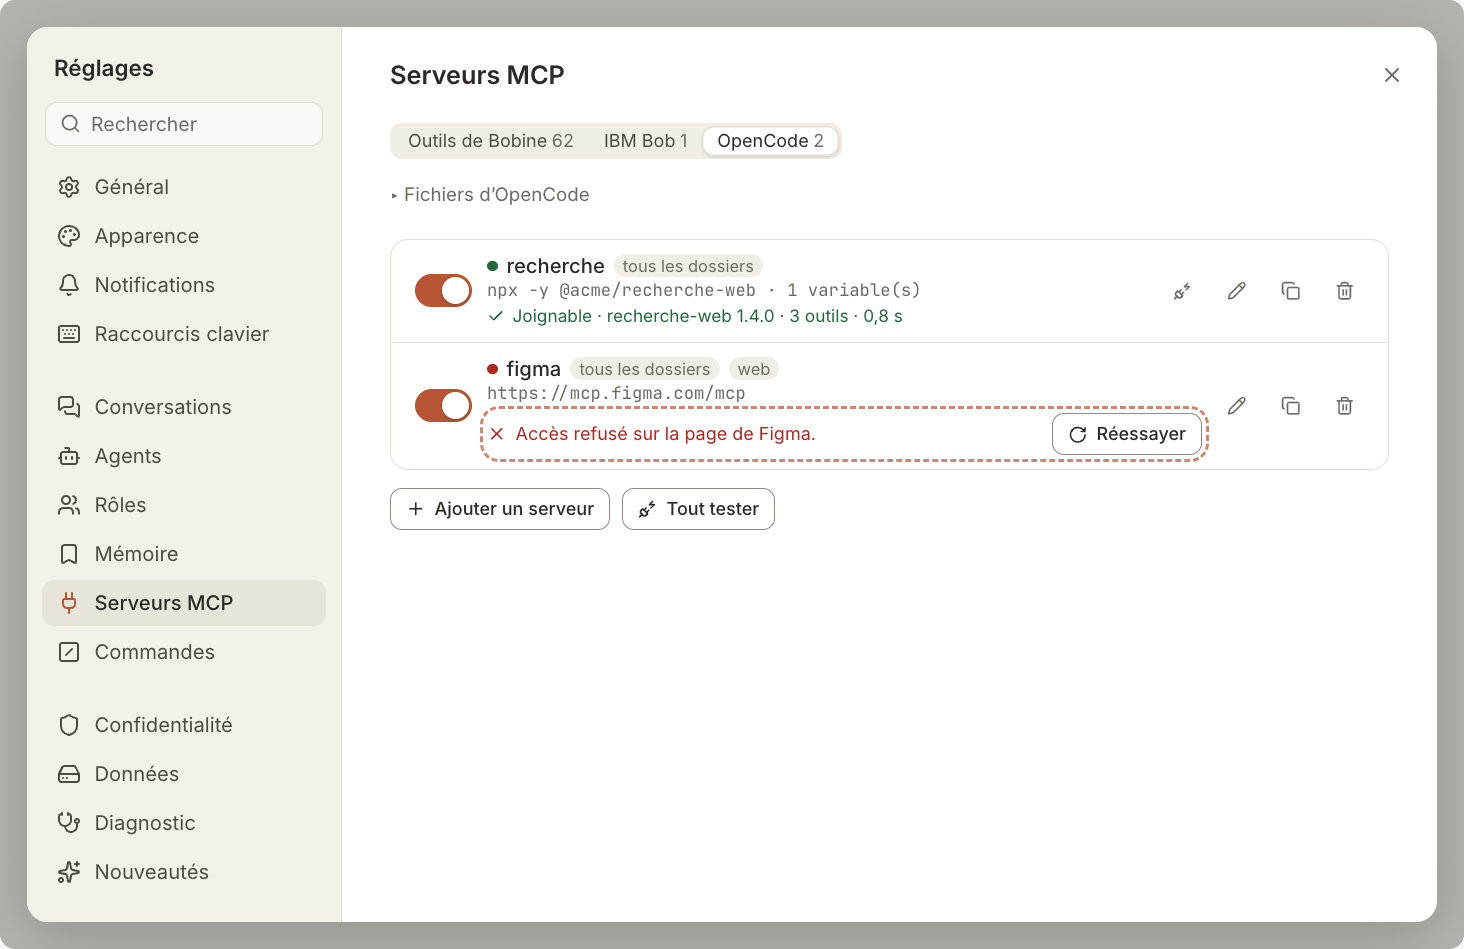 Réglages
Rechercher
Général
Apparence
Notifications
Raccourcis clavier
Conversations
Agents
Rôles
Mémoire
Serveurs MCP
Commandes
Confidentialité
Données
Diagnostic
Nouveautés
Serveurs MCP
Outils de Bobine 62 IBM Bob 1 OpenCode 2
Fichiers d’OpenCode
recherche tous les dossiers
npx -y @acme/recherche-web · 1 variable(s)
Joignable · recherche-web 1.4.0 · 3 outils · 0,8 s
figma tous les dossiers web
https://mcp.figma.com/mcp
Accès refusé sur la page de Figma. Réessayer
Ajouter un serveur Tout tester